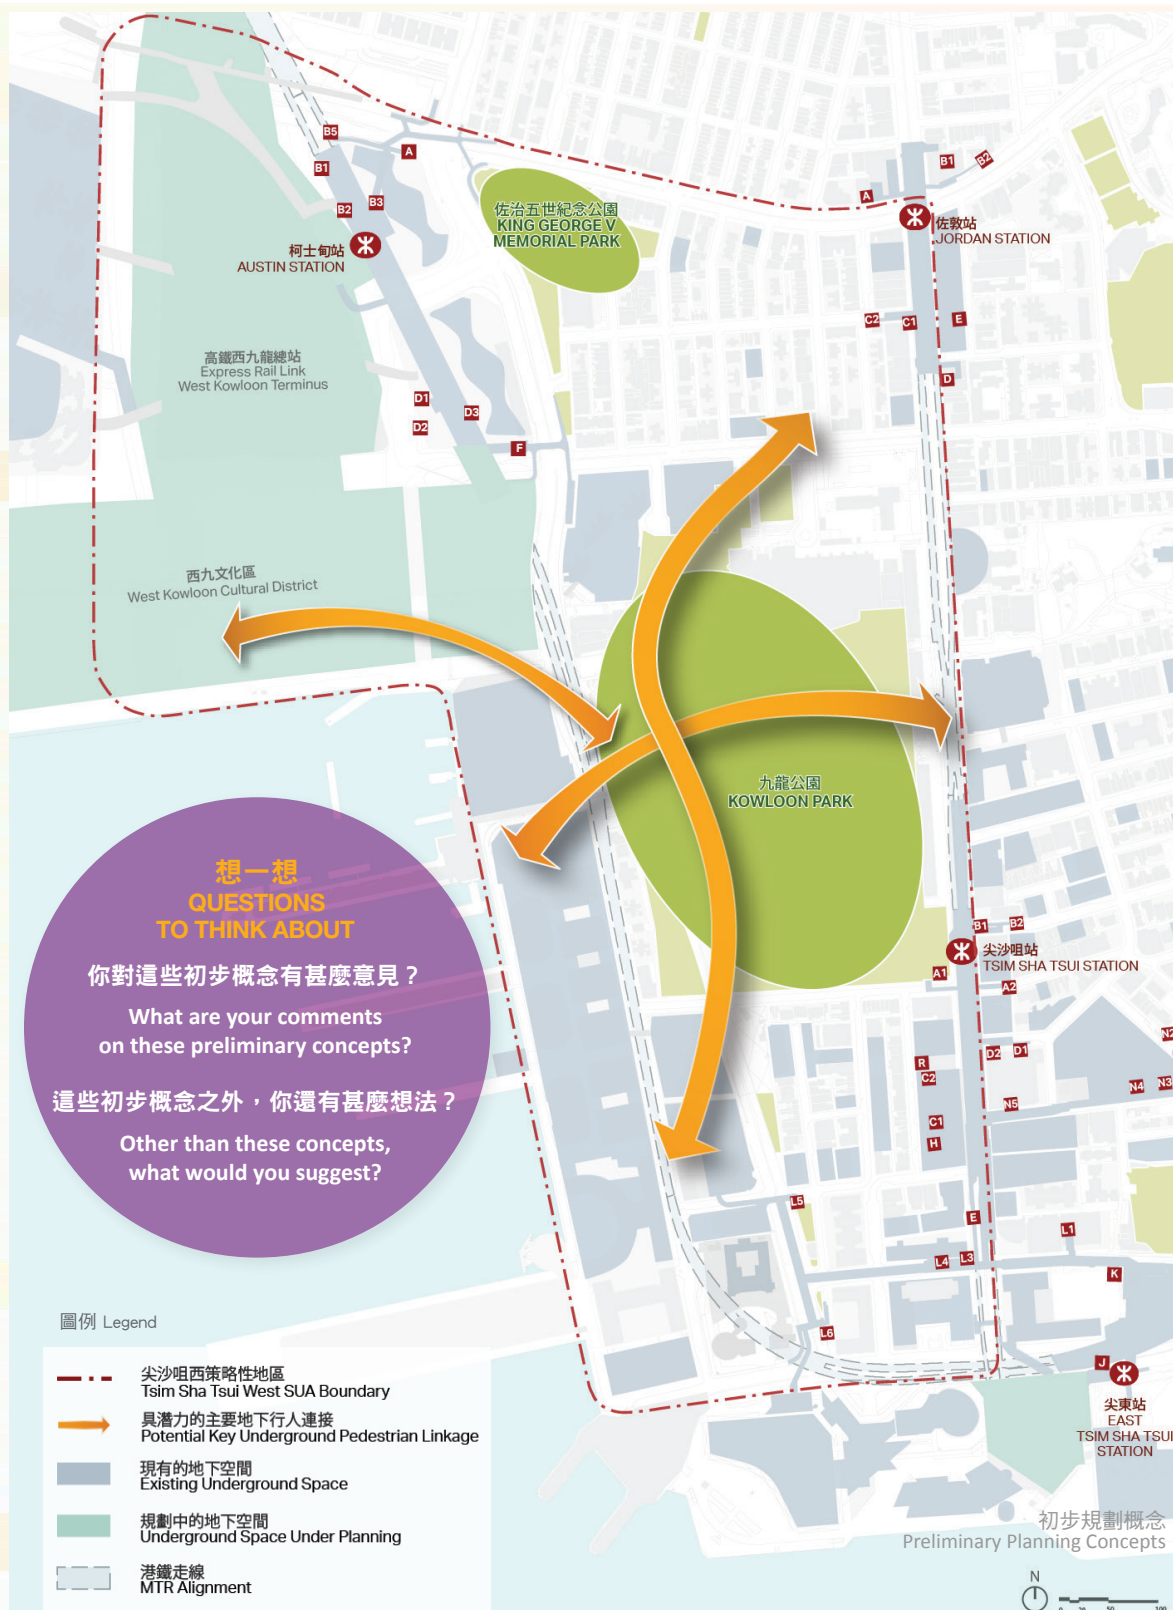 B5
A
B1
B2
B3
柯士甸站
AUSTIN STATION
佐治五世紀念公園
KING GEORGE V
MEMORIAL PARK
B1
B2
A
佐敦站
JORDAN STATION
C2
C1
E
D
高鐵西九龍總站
Express Rail Link
West Kowloon Terminus
D1
D2
D3
F
西九文化區
West Kowloon Cultural District
九龍公園
KOWLOON PARK
想一想
QUESTIONS
TO THINK ABOUT
你對這些初步概念有甚麼意見？
What are your comments
on these preliminary concepts?
這些初步概念之外，你還有甚麼想法？
Other than these concepts,
what would you suggest?
B1
B2
尖沙咀站
TSIM SHA TSUI STATION
A1
A2
R
C2
D2
D1
N2
N4
N3
N5
C1
H
L5
E
L1
L4
L3
K
L6
J
尖東站
EAST
TSIM SHA TSUI
STATION
圖例 Legend
尖沙咀西策略性地區
Tsim Sha Tsui West SUA Boundary
具潛力的主要地下行人連接
Potential Key Underground Pedestrian Linkage
現有的地下空間
Existing Underground Space
規劃中的地下空間
Underground Space Under Planning
港鐵走線
MTR Alignment
初步規劃概念
Preliminary Planning Concepts
N
0 20 50 100